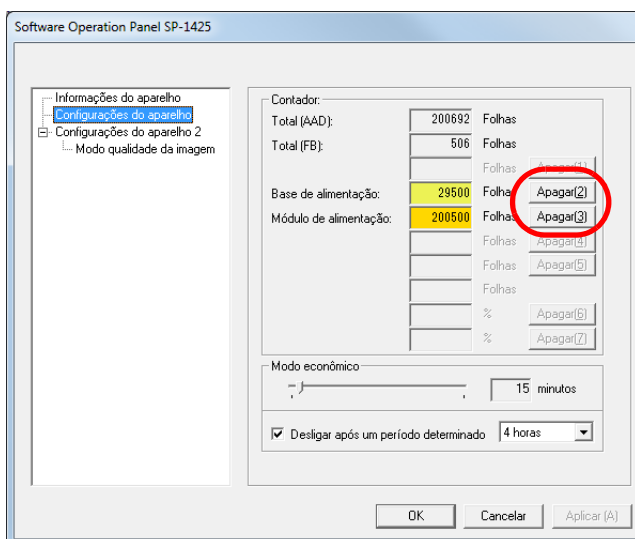 Software Operation Panel SP-1425
Informações do aparelho
Configurações do aparelho
Configurações do aparelho 2
Modo qualidade da imagem
Contador:
Total (AAD): 200692 Folhas
Total (FB): 506 Folhas
Folhas Apagar(1)
Base de alimentação: 29500 Folhas Apagar(2)
Módulo de alimentação: 200500 Folhas Apagar(3)
Folhas Apagar(4)
Folhas Apagar(5)
Folhas
% Apagar(6)
% Apagar(7)
Modo econômico
15 minutos
Desligar após um período determinado 4 horas
OK Cancelar Aplicar (A)